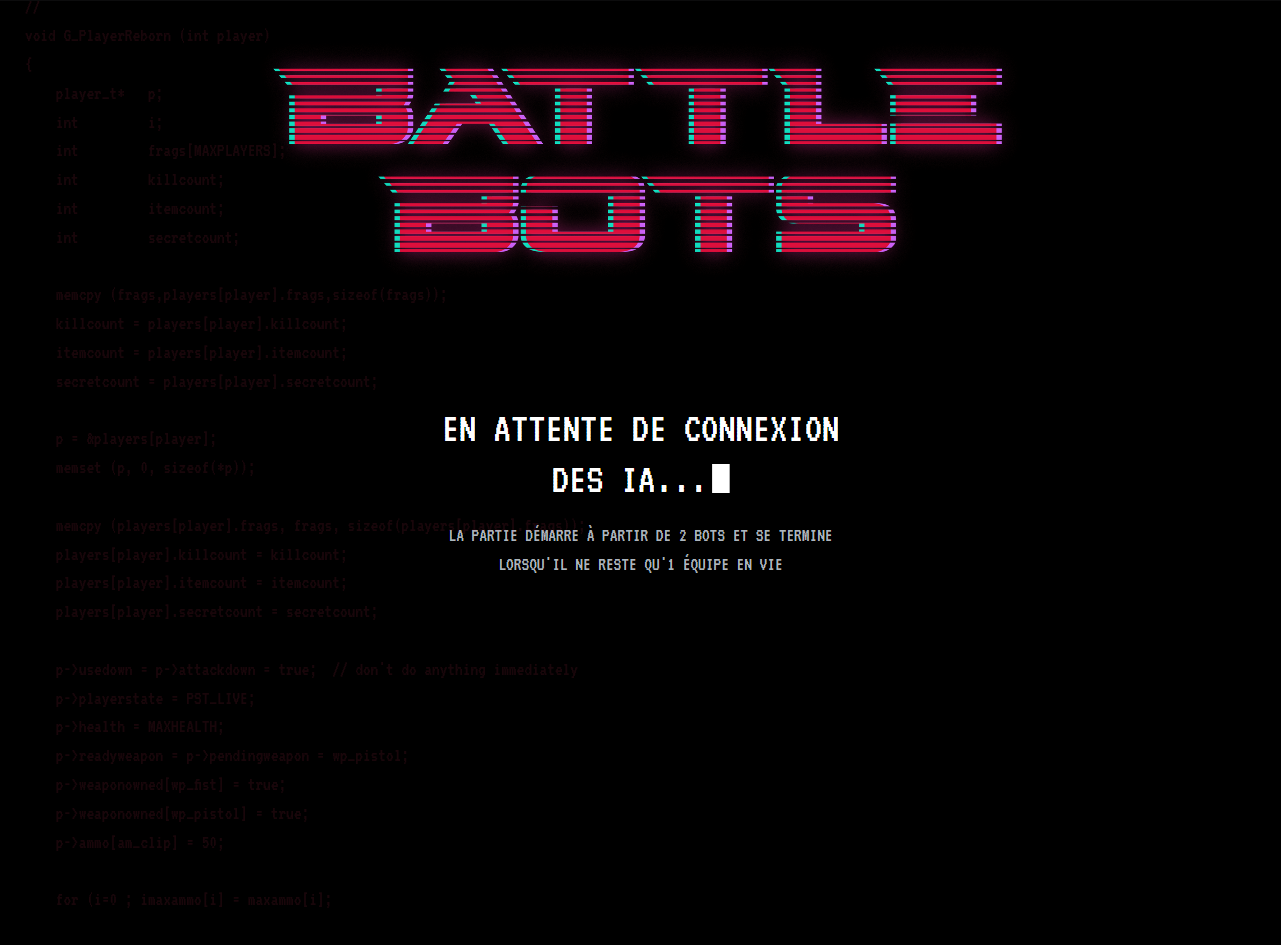 //
void G_PlayerReborn (int player)
{
BATTLE
player_t*   p;
int         i;
int         frags[MAXPLAYERS];
int         killcount;
int         itemcount;
int         secretcount;
BOTS
memcpy (frags,players[player].frags,sizeof(frags));
killcount = players[player].killcount;
itemcount = players[player].itemcount;
secretcount = players[player].secretcount;
EN ATTENTE DE CONNEXION
DES IA...
p = &players[player];
memset (p, 0, sizeof(*p));
memcpy (players[player].frags, frags, sizeof(players[player].frags));
LA PARTIE DÉMARRE À PARTIR DE 2 BOTS ET SE TERMINE
LORSQU'IL NE RESTE QU'1 ÉQUIPE EN VIE
players[player].killcount = killcount;
players[player].itemcount = itemcount;
players[player].secretcount = secretcount;
p->usedown = p->attackdown = true;  // don't do anything immediately
p->playerstate = PST_LIVE;
p->health = MAXHEALTH;
p->readyweapon = p->pendingweapon = wp_pistol;
p->weaponowned[wp_fist] = true;
p->weaponowned[wp_pistol] = true;
p->ammo[am_clip] = 50;
for (i=0 ; imaxammo[i] = maxammo[i];